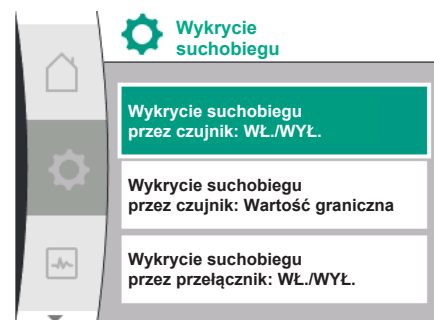 Wykrycie
suchobiegu
Wykrycie suchobiegu
przez czujnik: WŁ./WYŁ.
Wykrycie suchobiegu
przez czujnik: Wartość graniczna
Wykrycie suchobiegu
przez przełącznik: WŁ./WYŁ.